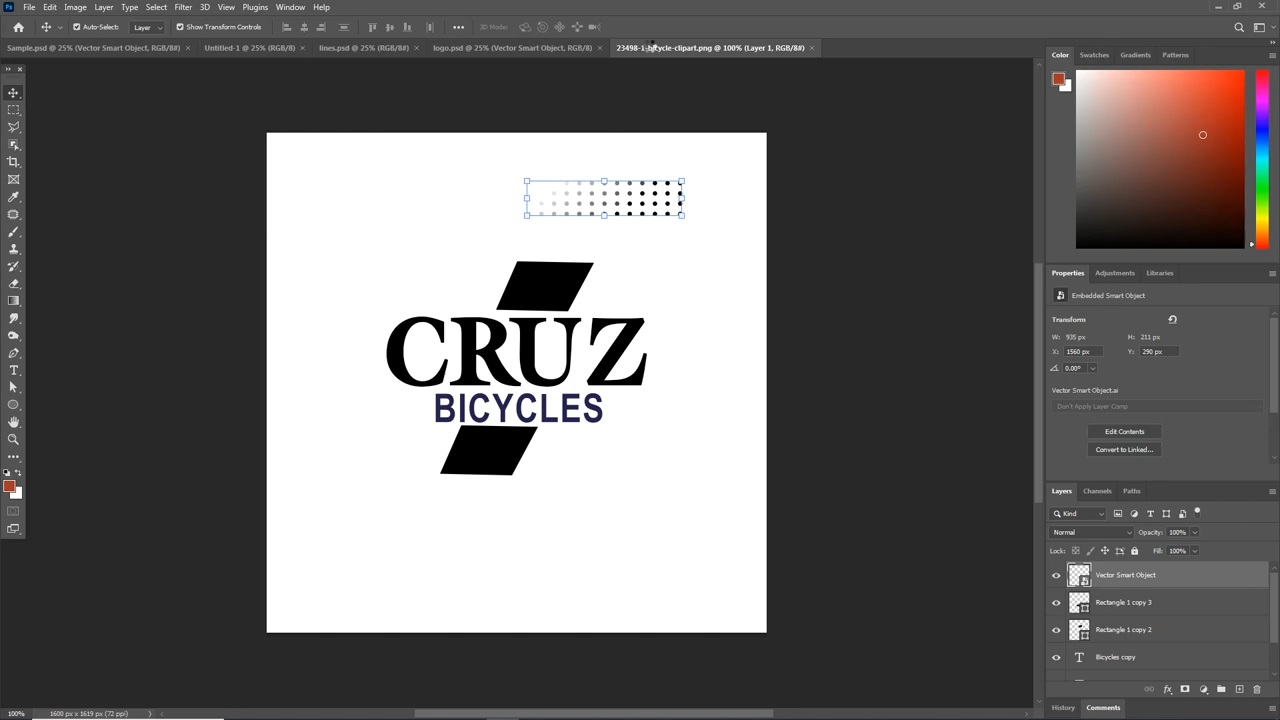 File Edit Image Layer Type Select Filter 3D View Plugins Window Help
Auto-Select: Layer Show Transform Controls 3D Mode:
Sample.psd @ 25% (Vector Smart Object, RGB/8#) Untitled-1 @ 25% (RGB/8) lines.psd @ 25% (RGB/8#) logo.psd @ 25% (Vector Smart Object, RGB/8) 23498-1-bicycle-clipart.png @ 100% (Layer 1, RGB/8#)
Color Swatches Gradients Patterns
CRUZ
BICYCLES
Properties Adjustments Libraries
Embedded Smart Object
Transform
W: 935 px H: 211 px
X: 1560 px Y: 290 px
0.00°
Vector Smart Object.ai
Don't Apply Layer Comp
Edit Contents
Convert to Linked...
Layers Channels Paths
Kind
Normal Opacity: 100%
Lock: Fill: 100%
Vector Smart Object
Rectangle 1 copy 3
Rectangle 1 copy 2
Bicycles copy
History Comments
100% 1600 px x 1619 px (72 ppi)